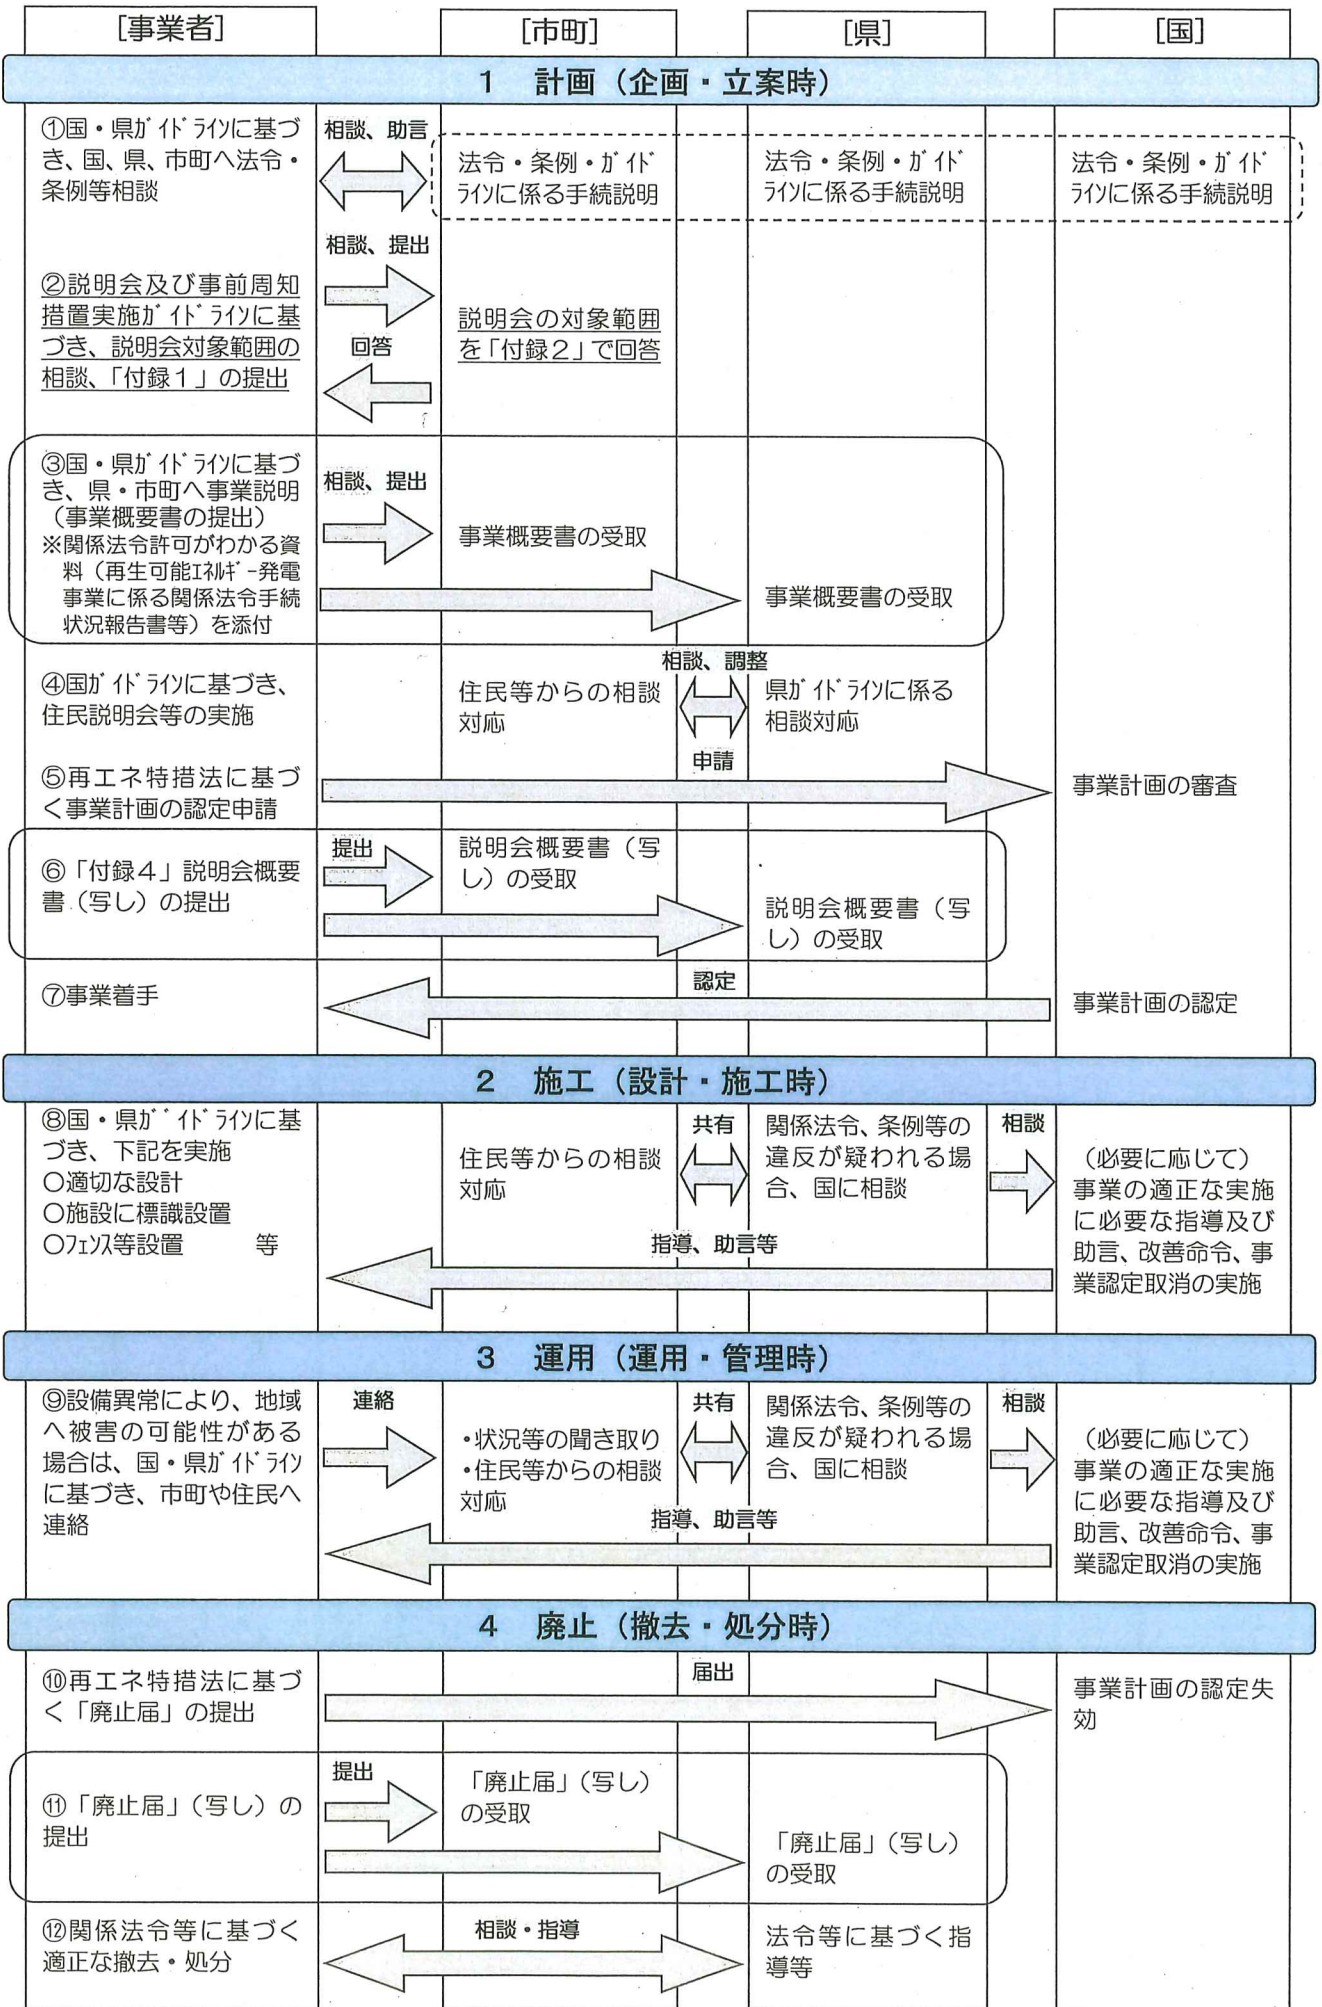 [事業者]
[市町]
[県]
[国]
1 計画（企画・立案時）
①国・県ｶﾞｲﾄﾞﾗｲﾝに基づ
き、国、県、市町へ法令・
条例等相談
相談、助言
法令・条例・ｶﾞｲﾄﾞ
ﾗｲﾝに係る手続説明
法令・条例・ｶﾞｲﾄﾞ
ﾗｲﾝに係る手続説明
法令・条例・ｶﾞｲﾄﾞ
ﾗｲﾝに係る手続説明
相談、提出
②説明会及び事前周知
措置実施ｶﾞｲﾄﾞﾗｲﾝに基
づき、説明会対象範囲の
相談、「付録１」の提出
回答
説明会の対象範囲
を「付録２」で回答
③国・県ｶﾞｲﾄﾞﾗｲﾝに基づ
き、県・市町へ事業説明
（事業概要書の提出）
※関係法令許可がわかる資
料（再生可能ｴﾈﾙｷﾞｰ発電
事業に係る関係法令手続
状況報告書等）を添付
相談、提出
事業概要書の受取
事業概要書の受取
相談、調整
④国ｶﾞｲﾄﾞﾗｲﾝに基づき、
住民説明会等の実施
住民等からの相談
対応
県ｶﾞｲﾄﾞﾗｲﾝに係る
相談対応
申請
⑤再エネ特措法に基づ
く事業計画の認定申請
事業計画の審査
⑥「付録４」説明会概要
書（写し）の提出
提出
説明会概要書（写
し）の受取
説明会概要書（写
し）の受取
認定
⑦事業着手
事業計画の認定
2 施工（設計・施工時）
⑧国・県ｶﾞｲﾄﾞﾗｲﾝに基
づき、下記を実施
○適切な設計
○施設に標識設置
○ﾌｪﾝｽ等設置 等
住民等からの相談
対応
共有
関係法令、条例等の
違反が疑われる場
合、国に相談
相談
（必要に応じて）
事業の適正な実施
に必要な指導及び
助言、改善命令、事
業認定取消の実施
指導、助言等
3 運用（運用・管理時）
⑨設備異常により、地域
へ被害の可能性がある
場合は、国・県ｶﾞｲﾄﾞﾗｲﾝ
に基づき、市町や住民へ
連絡
連絡
・状況等の聞き取り
・住民等からの相談
対応
共有
関係法令、条例等の
違反が疑われる場
合、国に相談
相談
（必要に応じて）
事業の適正な実施
に必要な指導及び
助言、改善命令、事
業認定取消の実施
指導、助言等
4 廃止（撤去・処分時）
⑩再エネ特措法に基づ
く「廃止届」の提出
届出
事業計画の認定失
効
⑪「廃止届」（写し）の
提出
提出
「廃止届」（写し）
の受取
「廃止届」（写し）
の受取
⑫関係法令等に基づく
適正な撤去・処分
相談・指導
法令等に基づく指
導等